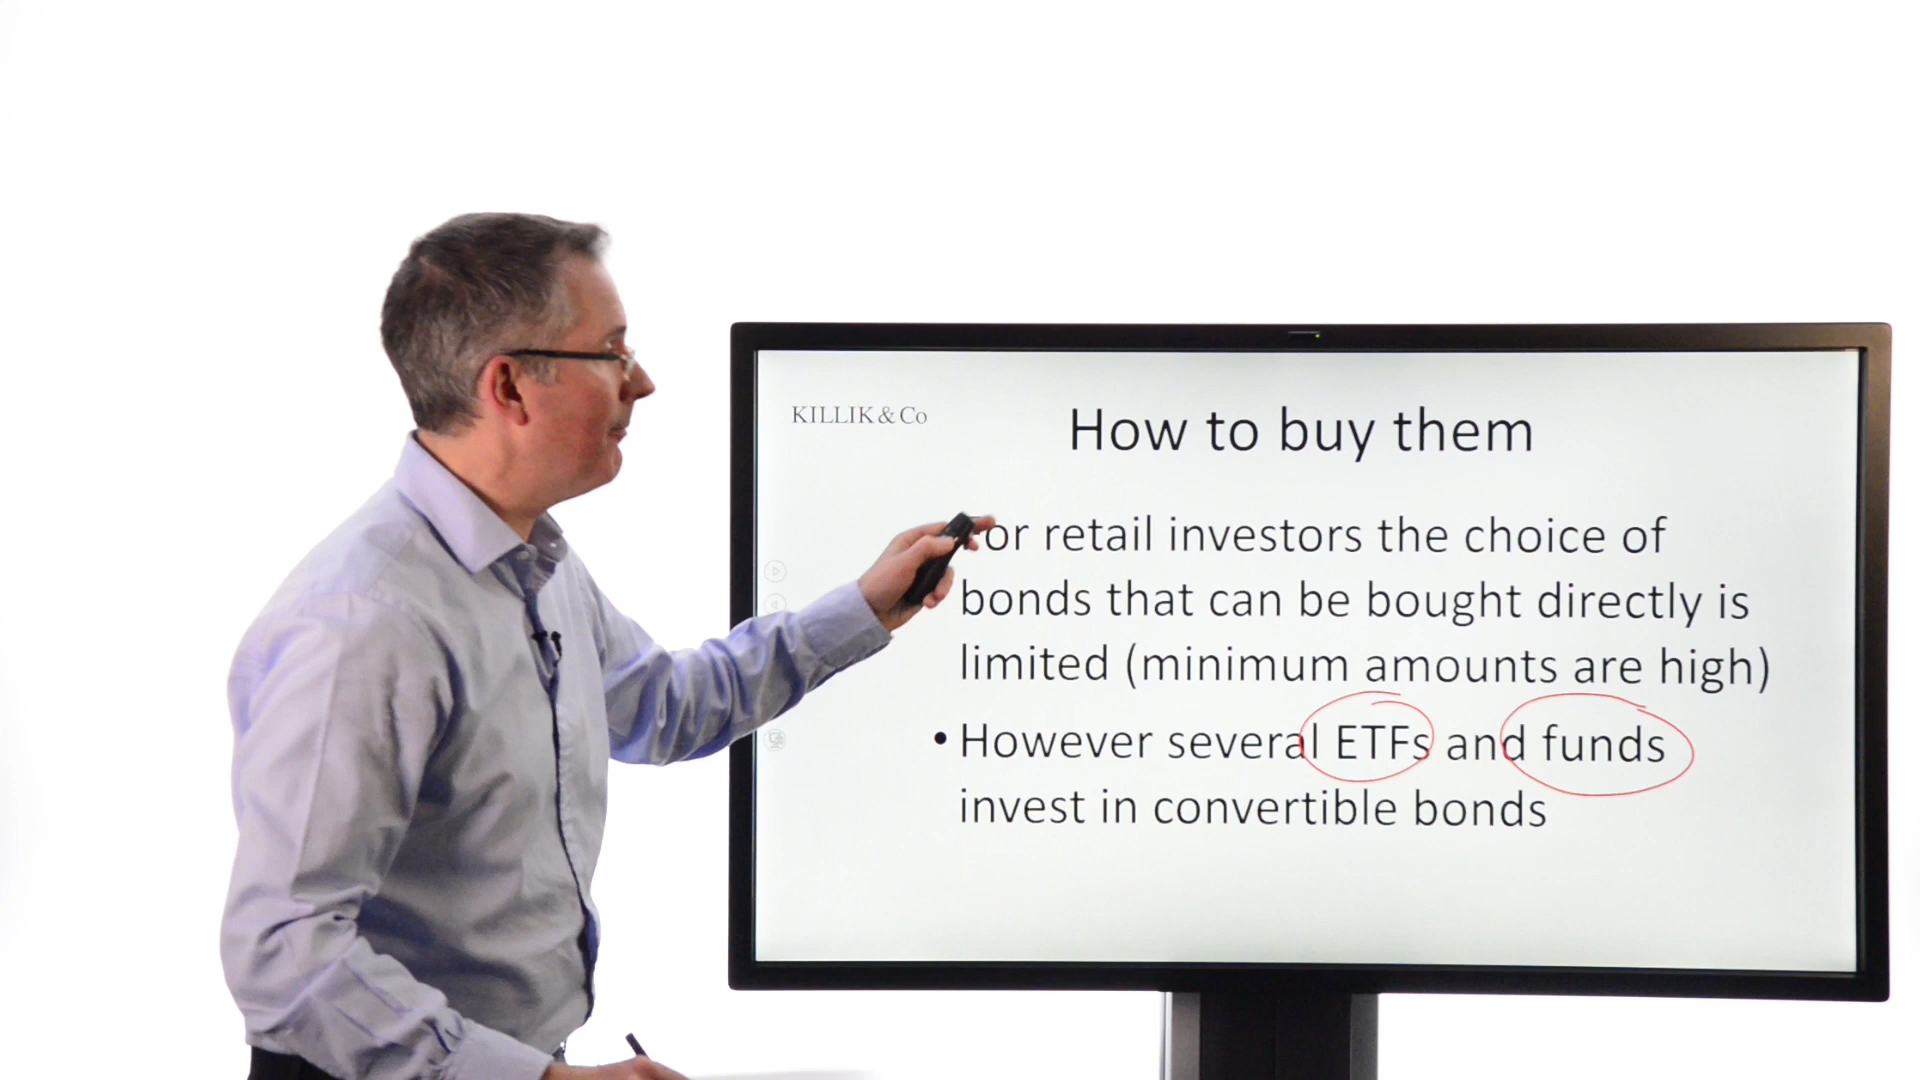 KILLIK & Co
How to buy them
For retail investors the choice of
bonds that can be bought directly is
limited (minimum amounts are high)
• However several ETFs and funds
invest in convertible bonds